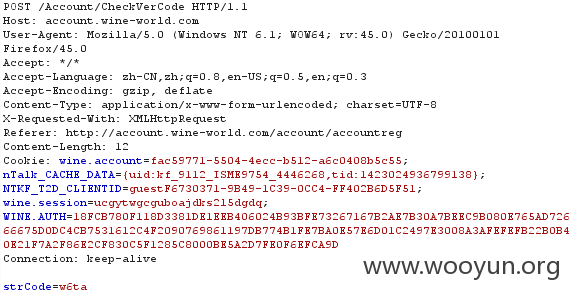 POST /Account/CheckVerCode HTTP/1.1
Host: account.wine-world.com
User-Agent: Mozilla/5.0 (Windows NT 6.1; WOW64; rv:45.0) Gecko/20100101
Firefox/45.0
Accept: */*
Accept-Language: zh-CN,zh;q=0.8,en-US;q=0.5,en;q=0.3
Accept-Encoding: gzip, deflate
Content-Type: application/x-www-form-urlencoded; charset=UTF-8
X-Requested-With: XMLHttpRequest
Referer: http://account.wine-world.com/account/accountreg
Content-Length: 12
Cookie: wine.account=fac59771-5504-4ecc-b512-a6c0408b5c55;
nTalk_CACHE_DATA={uid:kf_9112_ISME9754_4446268,tid:1423024936799138};
NTKF_T2D_CLIENTID=guestF6730371-9B49-1C39-0CC4-FF402B6D5F51;
wine.session=ucgytwgcguboajdks2l5dgdq;
WINE.AUTH=18FCB780F118D3381DE1EEB406024B93BFE73267167B2AE7B30A7BEEC9B080E765AD726
66675D0DC4CB7531612C4F2090769861197DB774B1FE7BA0E57E6D01C2497E3008A3AFEFEFB22B0B4
0E21F7A2F86E2CF830C5F1285C8000BE5A2D7FE0F6EFCA9D
Connection: keep-alive
www.wooyun.org
strCode=w6ta